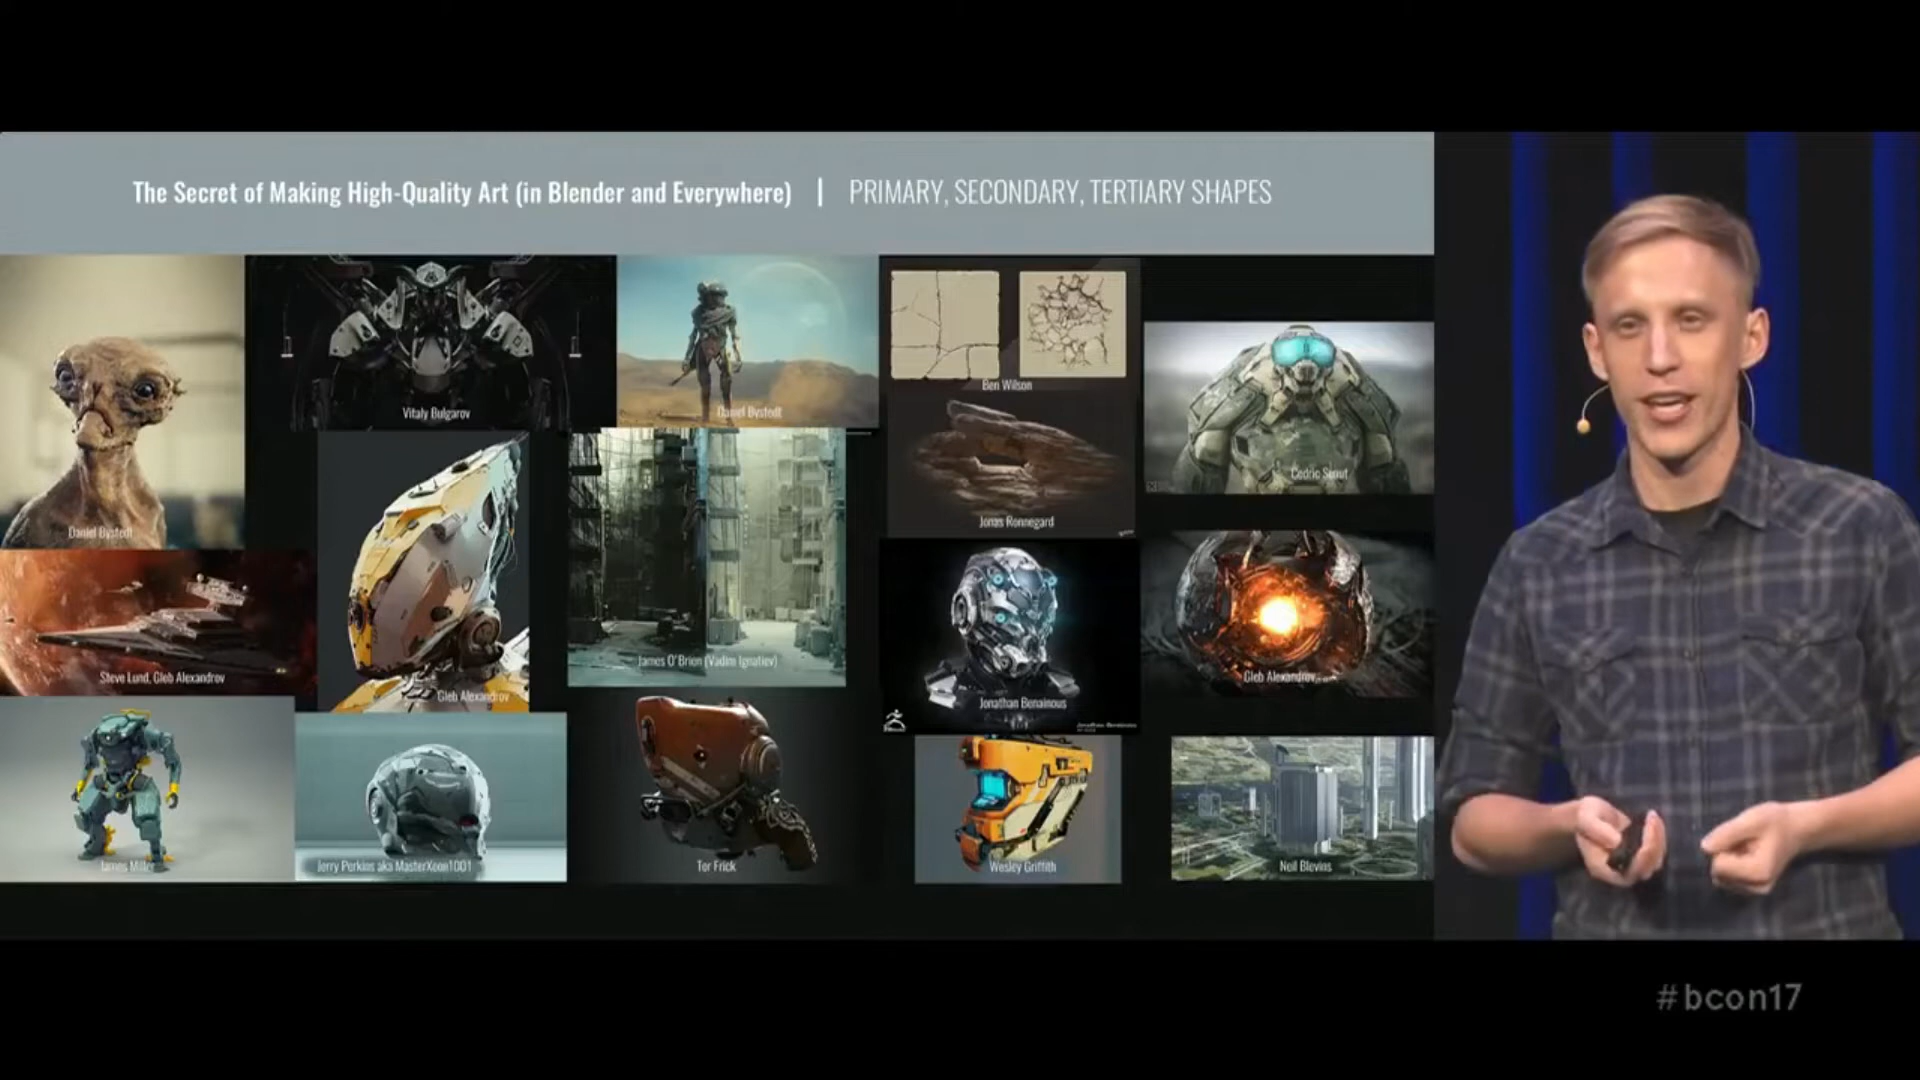 The Secret of Making High-Quality Art (in Blender and Everywhere) | PRIMARY, SECONDARY, TERTIARY SHAPES
Daniel Bystedt
Vitaly Bulgarov
Daniel Bystedt
Ben Wilson
Jonas Ronnegard
Cedric Seaut
Steve Lund, Gleb Alexandrov
Gleb Alexandrov
James O'Brien (Vadim Ignatiev)
Jonathan Benainous
Jonathan Benainous
Gleb Alexandrov
James Miller
Jerry Perkins aka MasterXeon1001
Tor Frick
Wesley Griffith
Neil Blevins
#bcon17